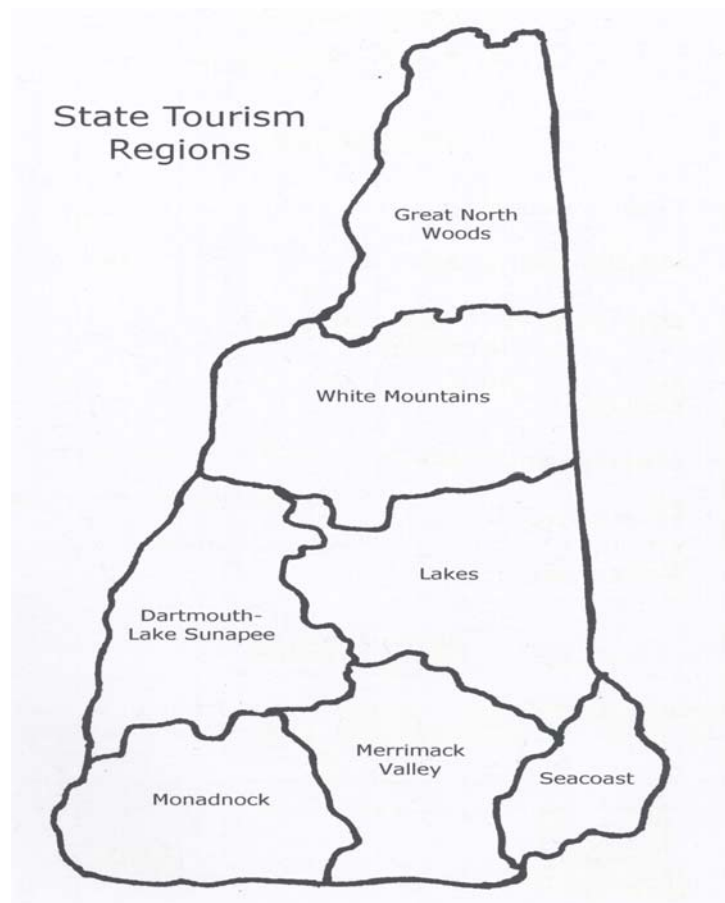 State Tourism
Regions
Great North
Woods
White Mountains
Lakes
Dartmouth-
Lake Sunapee
Merrimack
Valley
Seacoast
Monadnock